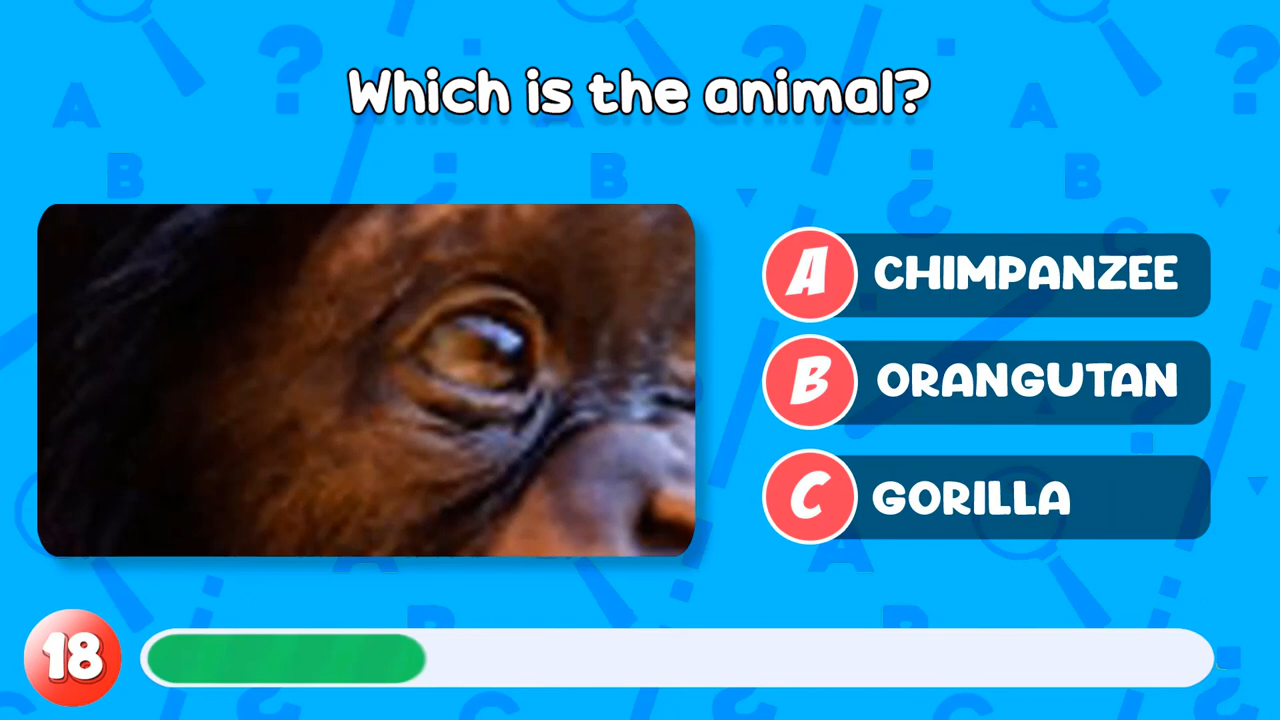 Which is the animal?
A CHIMPANZEE
B ORANGUTAN
C GORILLA
18